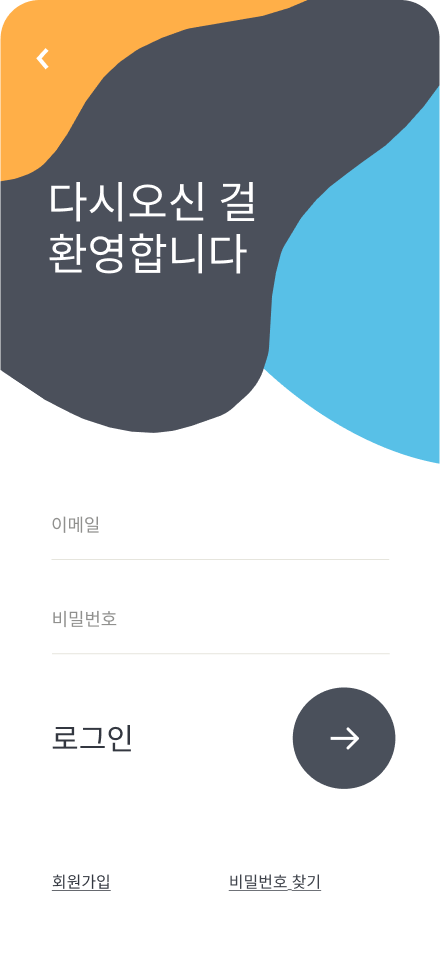 다시오신 걸
환영합니다
이메일
비밀번호
로그인
회원가입
비밀번호 찾기